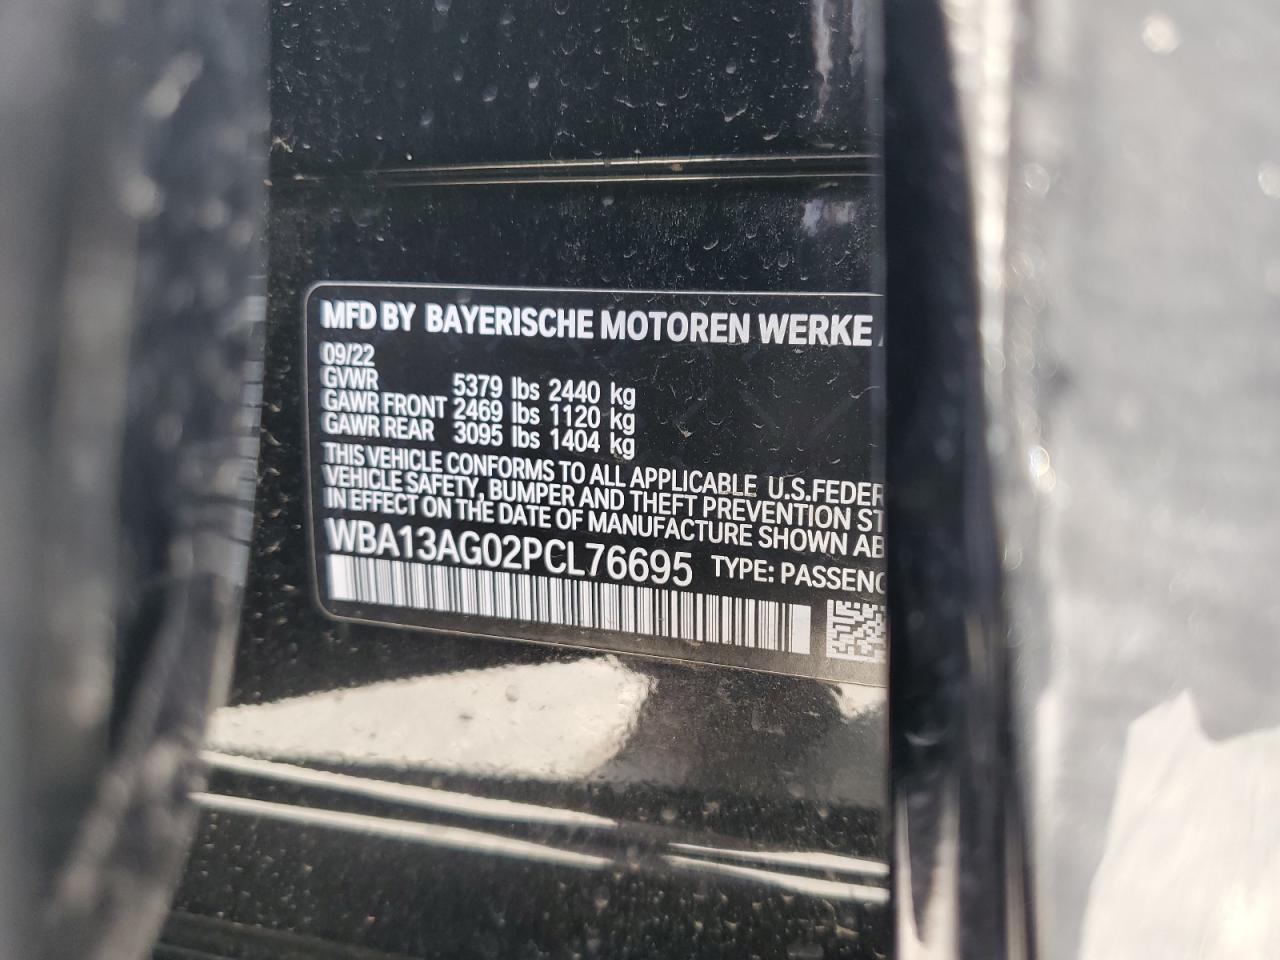 MFD BY BAYERISCHE MOTOREN WERKE
09/22
GVWR 5379 lbs 2440 kg
GAWR FRONT 2469 lbs 1120 kg
GAWR REAR 3095 lbs 1404 kg
THIS VEHICLE CONFORMS TO ALL APPLICABLE U.S.FEDER
VEHICLE SAFETY, BUMPER AND THEFT PREVENTION ST
IN EFFECT ON THE DATE OF MANUFACTURE SHOWN AB
WBA13AG02PCL76695 TYPE: PASSENG